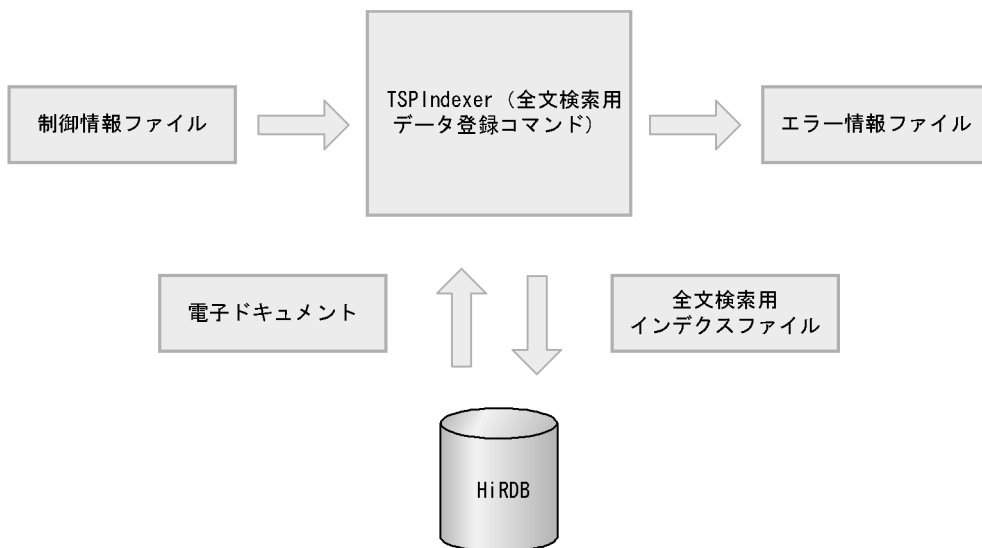 制御情報ファイル
TSPIndexer（全文検索用
データ登録コマンド）
エラー情報ファイル
電子ドキュメント
全文検索用
インデクスファイル
HiRDB